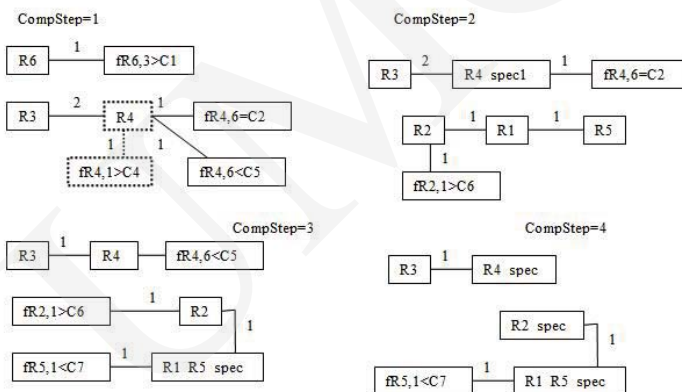 CompStep=1
CompStep=2
R6 1 fR6,3>C1
R3 2 R4 spec1 1 fR4,6=C2
R3 2 R4 1 fR4,6=C2
1 1
fR4,1>C4 fR4,6<C5
R2 1 R1 1 R5
1
fR2,1>C6
CompStep=3
R3 1 R4 fR4,6<C5
fR2,1>C6 1 R2
1
fR5,1<C7 1 R1 R5 spec
CompStep=4
R3 1 R4 spec
R2 spec
1
fR5,1<C7 1 R1 R5 spec